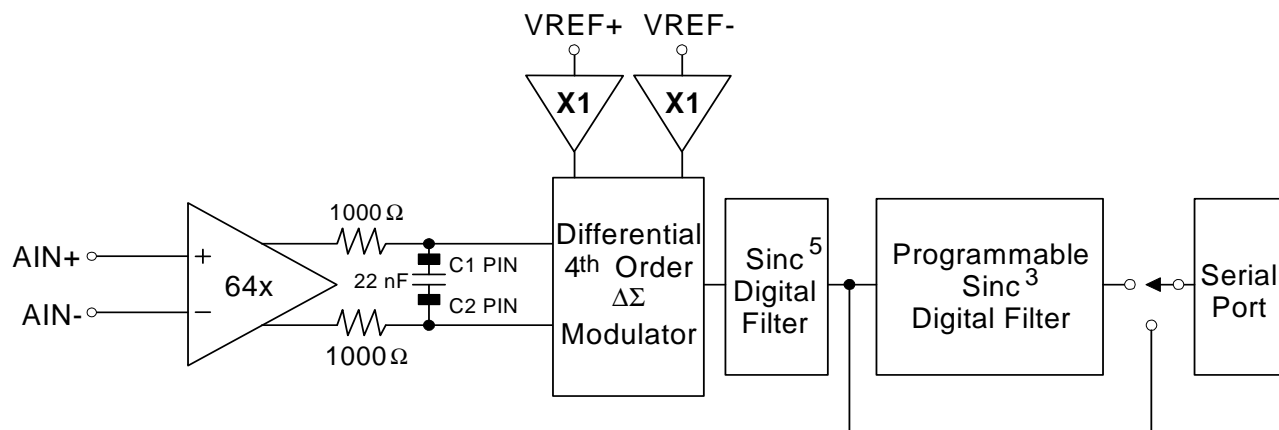 VREF+ VREF-
X1 X1
1000 Ω
AIN+
+
64x
22 nF
C1 PIN
C2 PIN
AIN-
−
1000 Ω
Differential
4th Order
ΔΣ
Modulator
Sinc 5
Digital
Filter
Programmable
Sinc 3
Digital Filter
Serial
Port